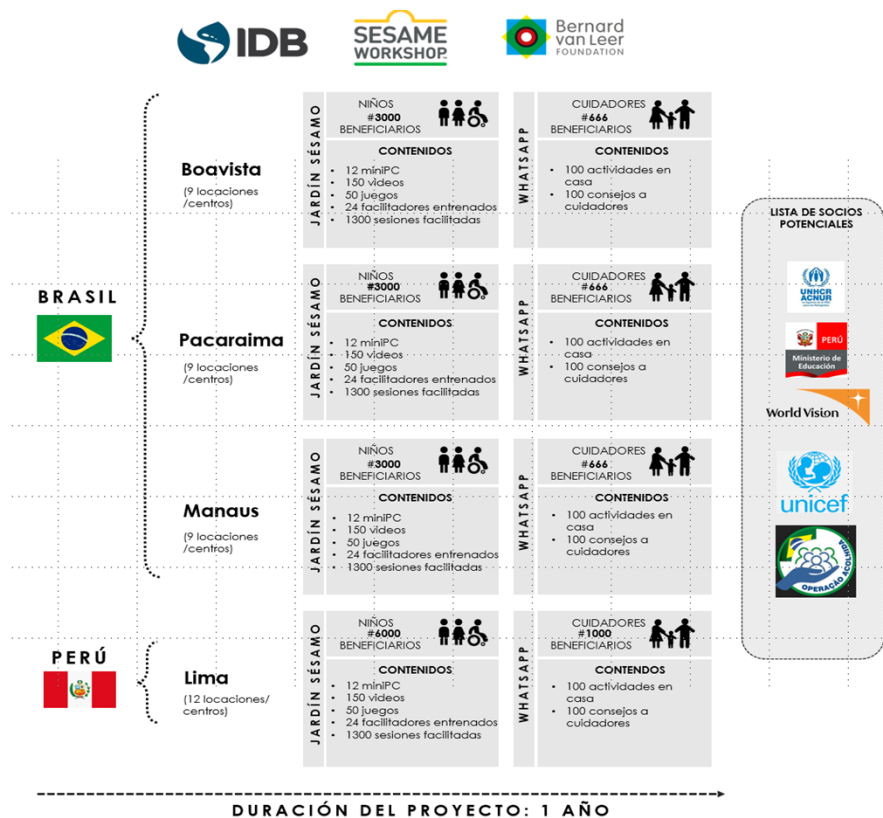 IDB
SESAME
WORKSHOP
Bernard
van Leer
FOUNDATION
BRASIL
Boavista
(9 locaciones
/centros)
JARDÍN SÉSAMO
NIÑOS
#3000
BENEFICIARIOS
CONTENIDOS
• 12 miniPC
• 150 videos
• 50 juegos
• 24 facilitadores entrenados
• 1300 sesiones facilitadas
WHATSAPP
CUIDADORES
#666
BENEFICIARIOS
CONTENIDOS
• 100 actividades en
casa
• 100 consejos a
cuidadores
Pacaraima
(9 locaciones
/centros)
JARDÍN SÉSAMO
NIÑOS
#3000
BENEFICIARIOS
CONTENIDOS
• 12 miniPC
• 150 videos
• 50 juegos
• 24 facilitadores entrenados
• 1300 sesiones facilitadas
WHATSAPP
CUIDADORES
#666
BENEFICIARIOS
CONTENIDOS
• 100 actividades en
casa
• 100 consejos a
cuidadores
Manaus
(9 locaciones
/centros)
JARDÍN SÉSAMO
NIÑOS
#3000
BENEFICIARIOS
CONTENIDOS
• 12 miniPC
• 150 videos
• 50 juegos
• 24 facilitadores entrenados
• 1300 sesiones facilitadas
WHATSAPP
CUIDADORES
#666
BENEFICIARIOS
CONTENIDOS
• 100 actividades en
casa
• 100 consejos a
cuidadores
PERÚ
Lima
(12 locaciones/
centros)
JARDÍN SÉSAMO
NIÑOS
#6000
BENEFICIARIOS
CONTENIDOS
• 12 miniPC
• 150 videos
• 50 juegos
• 24 facilitadores entrenados
• 1300 sesiones facilitadas
WHATSAPP
CUIDADORES
#1000
BENEFICIARIOS
CONTENIDOS
• 100 actividades en
casa
• 100 consejos a
cuidadores
LISTA DE SOCIOS
POTENCIALES
UNHCR
ACNUR
PERÚ
Ministerio de
Educación
World Vision
unicef
OPERAÇÃO ACOLHIDA
DURACIÓN DEL PROYECTO: 1 AÑO